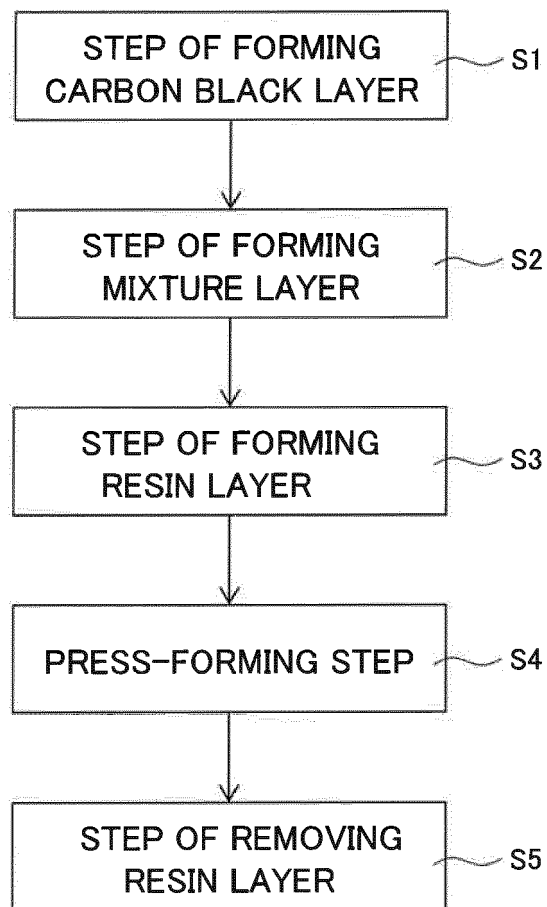 STEP OF FORMING
CARBON BLACK LAYER
S1
STEP OF FORMING
MIXTURE LAYER
S2
STEP OF FORMING
RESIN LAYER
S3
PRESS-FORMING STEP
S4
STEP OF REMOVING
RESIN LAYER
S5